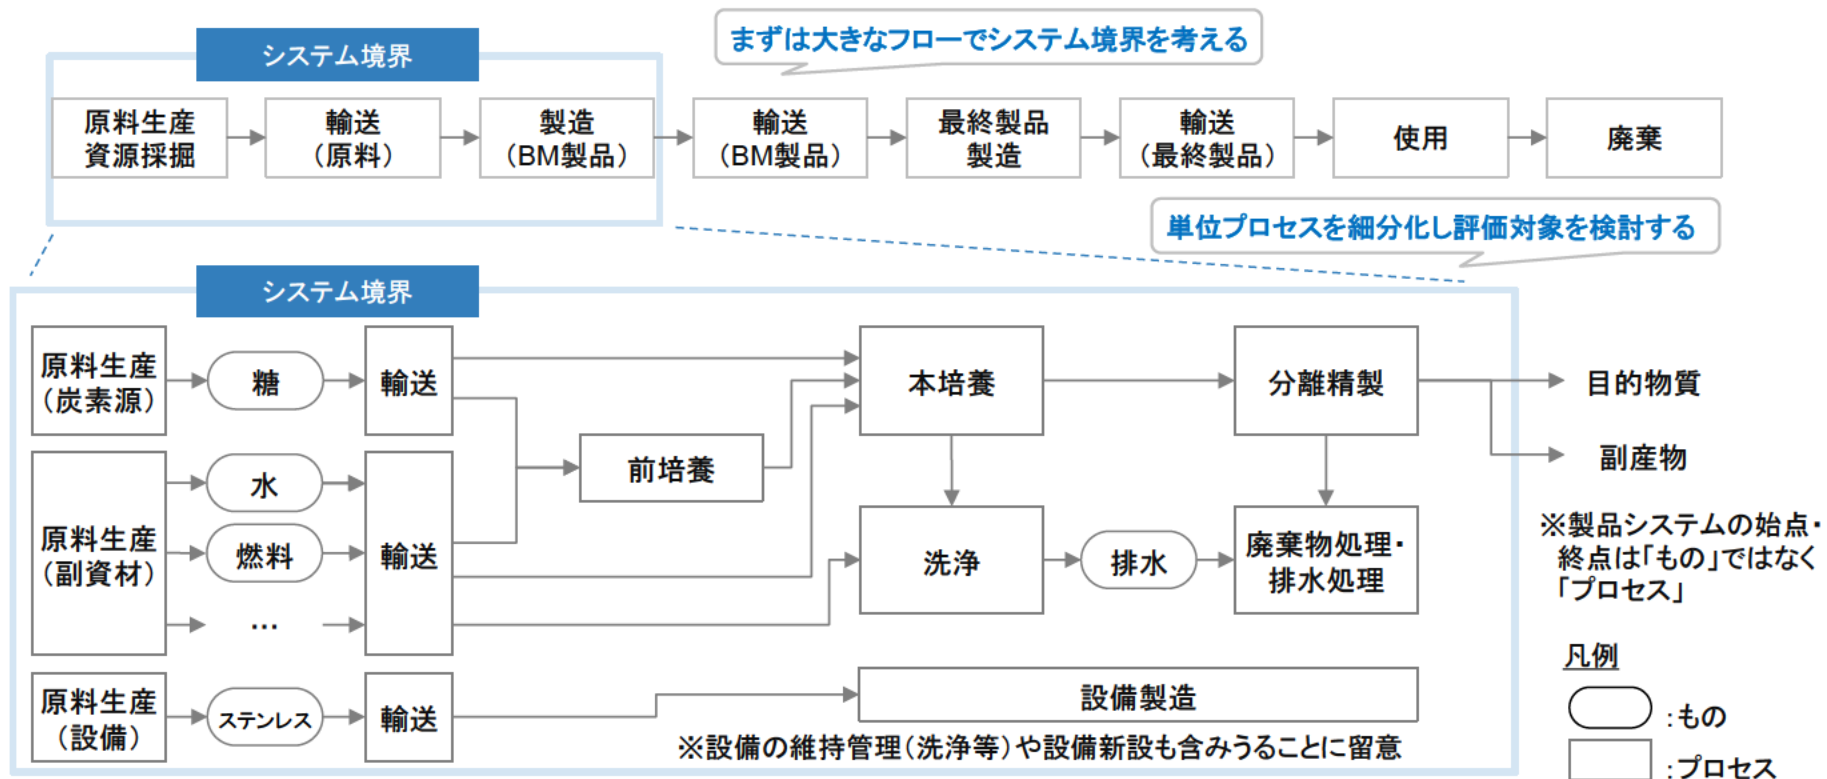 システム境界
まずは大きなフローでシステム境界を考える
原料生産
資源採掘
輸送
（原料）
製造
（BM製品）
輸送
（BM製品）
最終製品
製造
輸送
（最終製品）
使用
廃棄
単位プロセスを細分化し評価対象を検討する
システム境界
原料生産
（炭素源）
糖
輸送
本培養
分離精製
目的物質
前培養
副産物
原料生産
（副資材）
水
燃料
…
輸送
洗浄
排水
廃棄物処理・
排水処理
※製品システムの始点・
終点は「もの」ではなく
「プロセス」
原料生産
（設備）
ステンレス
輸送
設備製造
※設備の維持管理（洗浄等）や設備新設も含みうることに留意
凡例
：もの
：プロセス